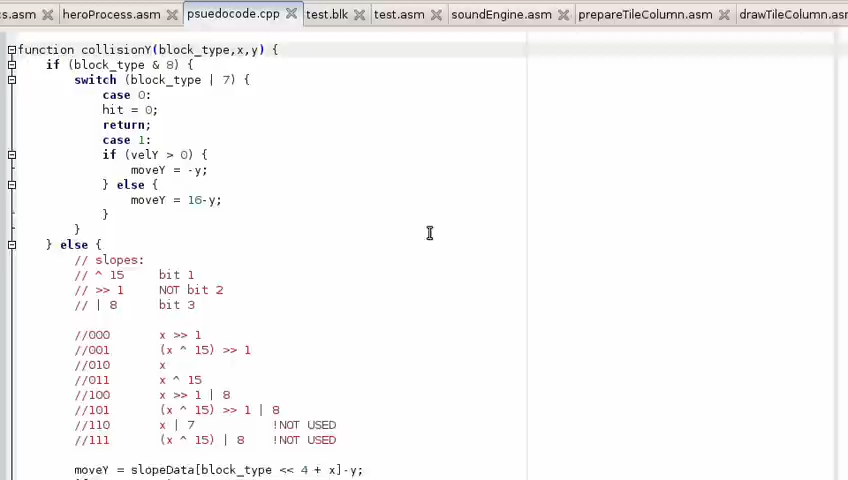 s.asm heroProcess.asm psuedocode.cpp test.blk test.asm soundEngine.asm prepareTileColumn.asm drawTileColumn.asm
function collisionY(block_type,x,y) {
if (block_type & 8) {
switch (block_type | 7) {
case 0:
hit = 0;
return;
case 1:
if (velY > 0) {
moveY = -y;
} else {
moveY = 16-y;
}
}
} else {
// slopes:
// ^ 15 bit 1
// >> 1 NOT bit 2
// | 8 bit 3
//000 x >> 1
//001 (x ^ 15) >> 1
//010 x
//011 x ^ 15
//100 x >> 1 | 8
//101 (x ^ 15) >> 1 | 8
//110 x | 7 !NOT USED
//111 (x ^ 15) | 8 !NOT USED
moveY = slopeData[block_type << 4 + x]-y;